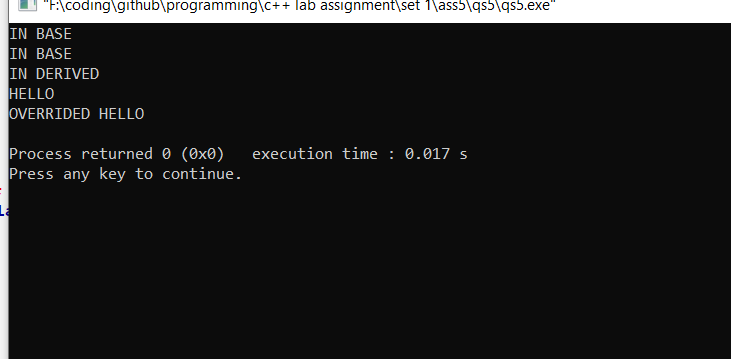 "F:\coding\github\programming\c++ lab assignment\set 1\ass5\qs5\qs5.exe"
IN BASE
IN BASE
IN DERIVED
HELLO
OVERRIDED HELLO
Process returned 0 (0x0)   execution time : 0.017 s
Press any key to continue.